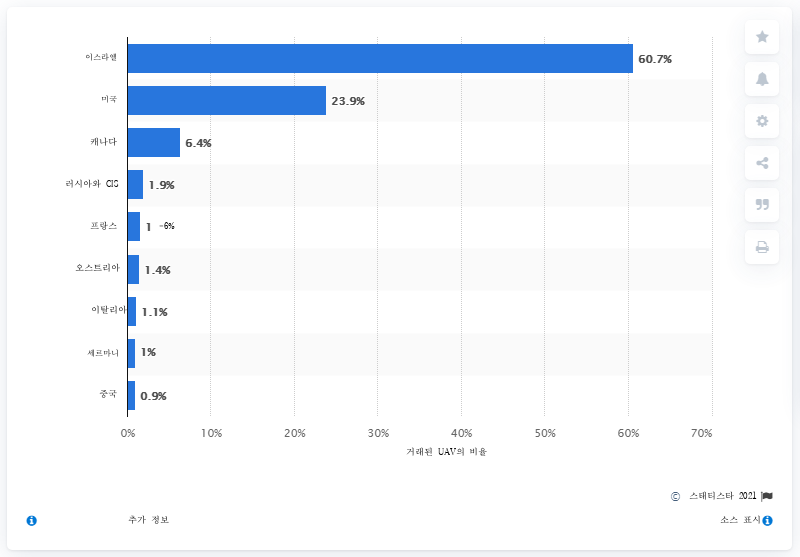 이스라엘 60.7%
미국 23.9%
캐나다 6.4%
러시아와 CIS 1.9%
프랑스 1 -6%
오스트리아 1.4%
이탈리아 1.1%
세르마니 1%
중국 0.9%
0% 10% 20% 30% 40% 50% 60% 70%
거래된 UAV의 비율
© 스태티스타 2021
추가 정보 소스 표시